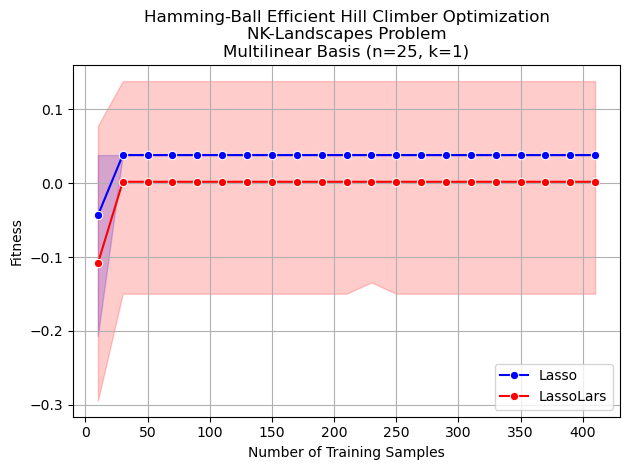 Hamming-Ball Efficient Hill Climber Optimization
NK-Landscapes Problem
Multilinear Basis (n=25, k=1)
Fitness
0.1
0.0
−0.1
−0.2
−0.3
0
50
100
150
200
250
300
350
400
Number of Training Samples
Lasso
LassoLars